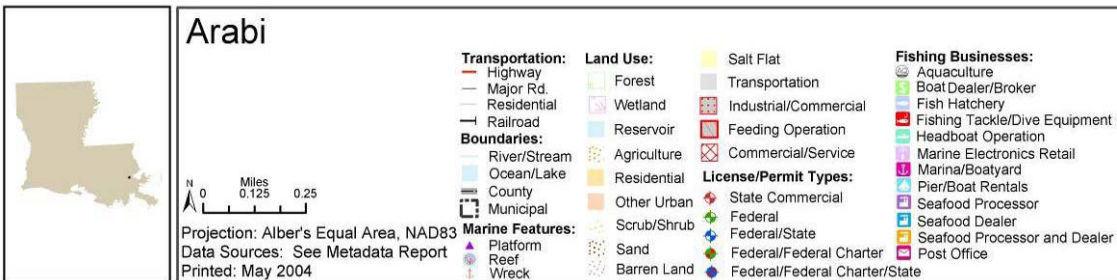 Arabi
N
Miles
0 0.125 0.25
Projection: Alber's Equal Area, NAD83
Data Sources: See Metadata Report
Printed: May 2004
Transportation:
Highway
Major Rd.
Residential
Railroad
Boundaries:
River/Stream
Ocean/Lake
County
Municipal
Marine Features:
Platform
Reef
Wreck
Land Use:
Forest
Wetland
Reservoir
Agriculture
Residential
Other Urban
Scrub/Shrub
Sand
Barren Land
Salt Flat
Transportation
Industrial/Commercial
Feeding Operation
Commercial/Service
License/Permit Types:
State Commercial
Federal
Federal/State
Federal/Federal Charter
Federal/Federal Charter/State
Fishing Businesses:
Aquaculture
Boat Dealer/Broker
Fish Hatchery
Fishing Tackle/Dive Equipment
Headboat Operation
Marine Electronics Retail
Marina/Boatyard
Pier/Boat Rentals
Seafood Processor
Seafood Dealer
Seafood Processor and Dealer
Post Office